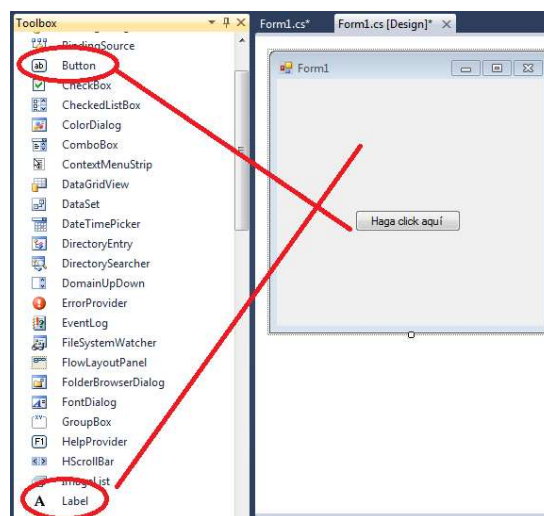 Toolbox
BindingSource
Button
CheckBox
CheckedListBox
ColorDialog
ComboBox
ContextMenuStrip
DataGridView
DataSet
DateTimePicker
DirectoryEntry
DirectorySearcher
DomainUpDown
ErrorProvider
EventLog
FileSystemWatcher
FlowLayoutPanel
FolderBrowserDialog
FontDialog
GroupBox
HelpProvider
HScrollBar
ImageList
A Label
Form1.cs* Form1.cs [Design]*
Form1
Haga click aquí